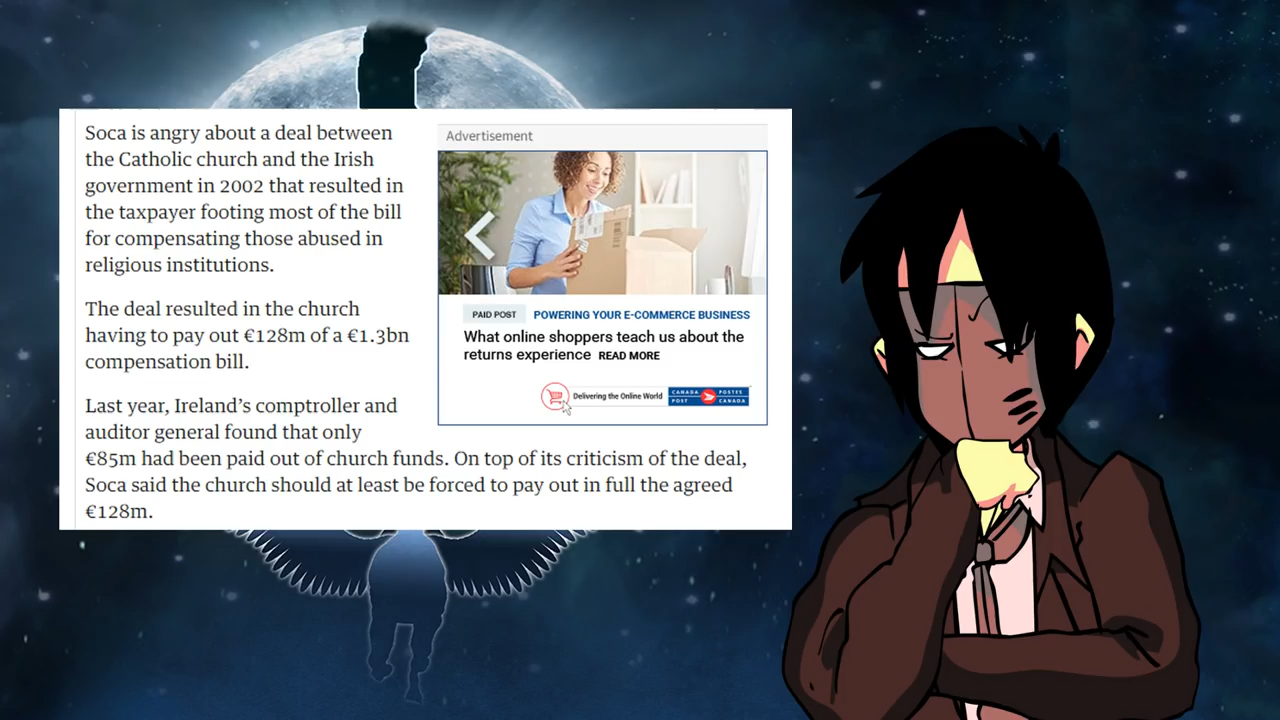 Soca is angry about a deal between
the Catholic church and the Irish
government in 2002 that resulted in
the taxpayer footing most of the bill
for compensating those abused in
religious institutions.
The deal resulted in the church
having to pay out €128m of a €1.3bn
compensation bill.
Last year, Ireland’s comptroller and
auditor general found that only
€85m had been paid out of church funds. On top of its criticism of the deal,
Soca said the church should at least be forced to pay out in full the agreed
€128m.
Advertisement
PAID POST POWERING YOUR E-COMMERCE BUSINESS
What online shoppers teach us about the
returns experience READ MORE
Delivering the Online World
CANADA POSTES
POST CANADA